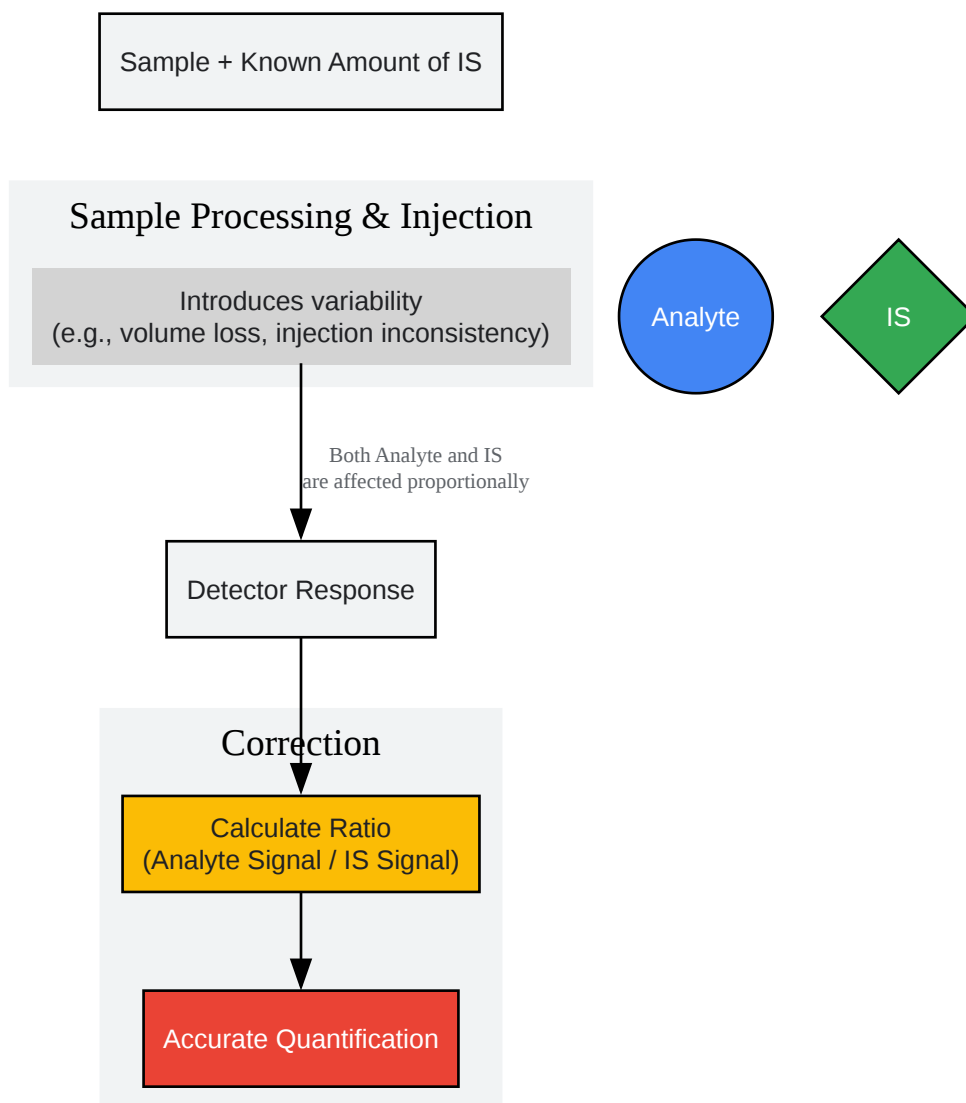 Sample + Known Amount of IS
Sample Processing & Injection
Introduces variability
(e.g., volume loss, injection inconsistency)
Analyte
IS
Both Analyte and IS
are affected proportionally
Detector Response
Correction
Calculate Ratio
(Analyte Signal / IS Signal)
Accurate Quantification